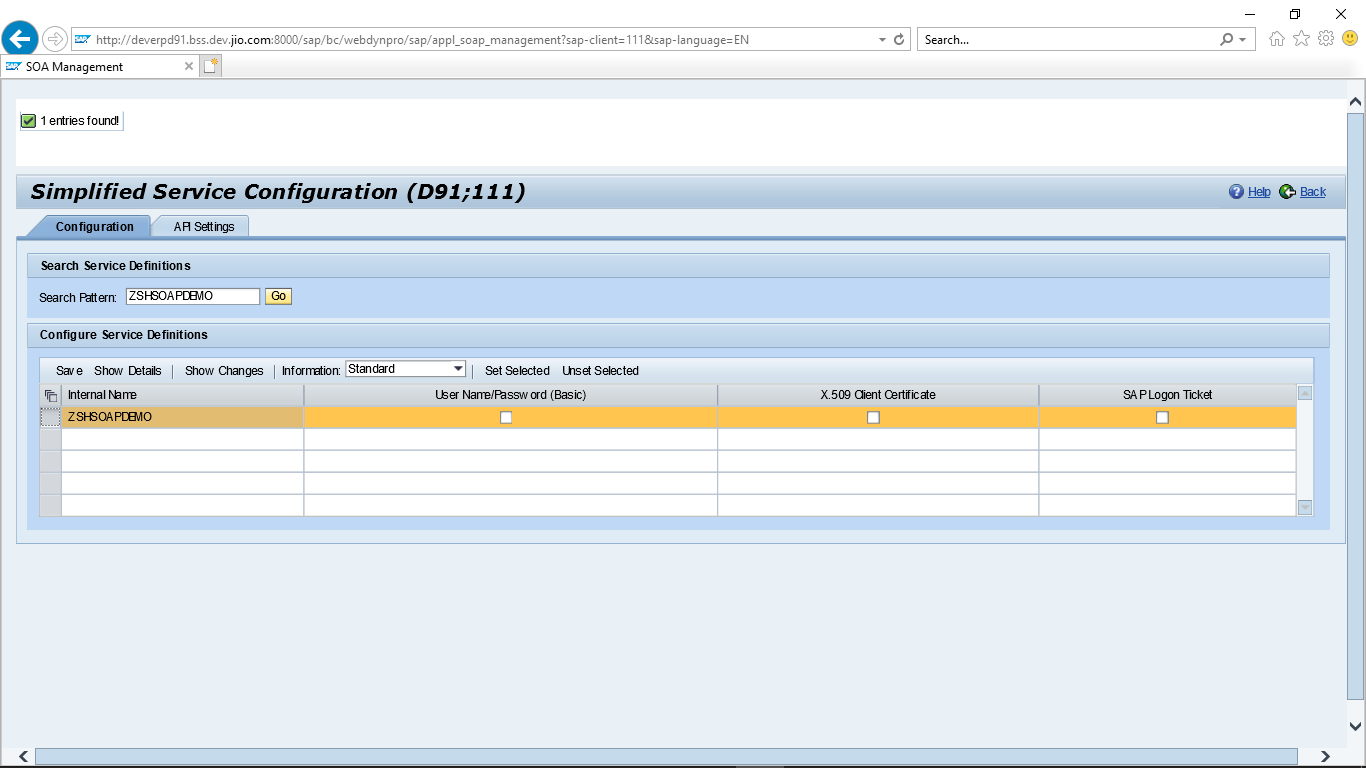 http://deverpd91.bss.dev.jio.com:8000/sap/bc/webdynpro/sap/appl_soap_management?sap-client=111&sap-language=EN
Search...
SAP SOA Management
1 entries found!
Simplified Service Configuration (D91;111)
Help Back
Configuration API Settings
Search Service Definitions
Search Pattern: ZSHSOAPDEMO Go
Configure Service Definitions
Save Show Details Show Changes Information: Standard Set Selected Unset Selected
Internal Name User Name/Password (Basic) X.509 Client Certificate SAP Logon Ticket
ZSHSOAPDEMO